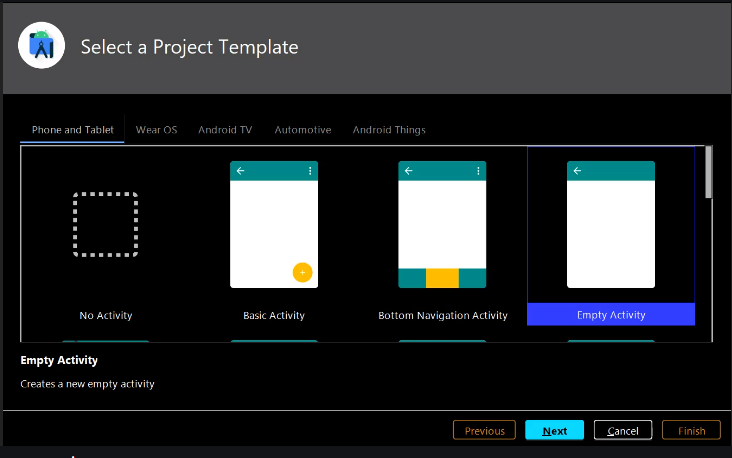 Select a Project Template
Phone and Tablet Wear OS Android TV Automotive Android Things
No Activity Basic Activity Bottom Navigation Activity Empty Activity
Empty Activity
Creates a new empty activity
Previous Next Cancel Finish